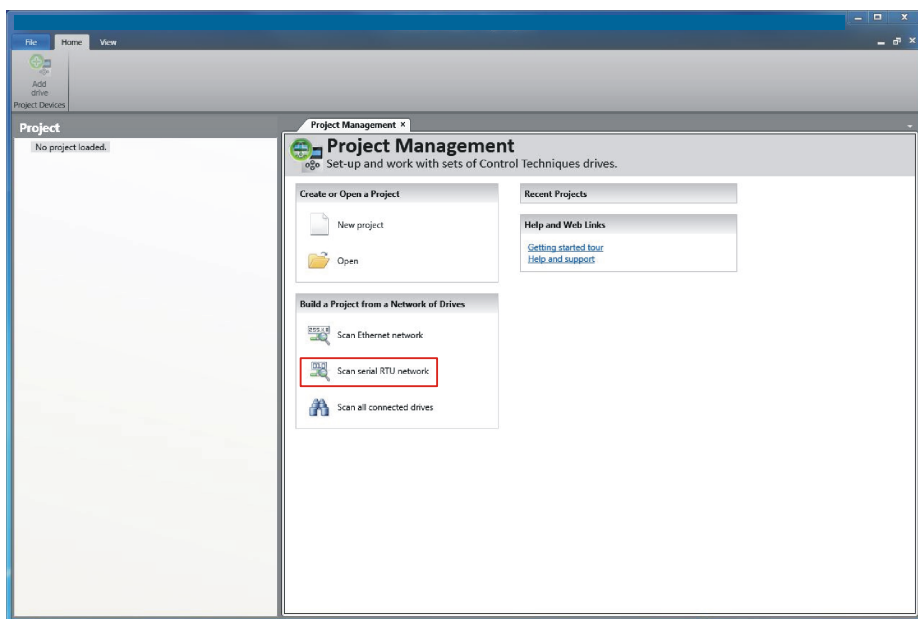 File Home View
Add
drive
Project Devices
Project
No project loaded.
Project Management ×
Project Management
Set-up and work with sets of Control Techniques drives.
Create or Open a Project
New project
Open
Recent Projects
Help and Web Links
Getting started tour
Help and support
Build a Project from a Network of Drives
Scan Ethernet network
Scan serial RTU network
Scan all connected drives